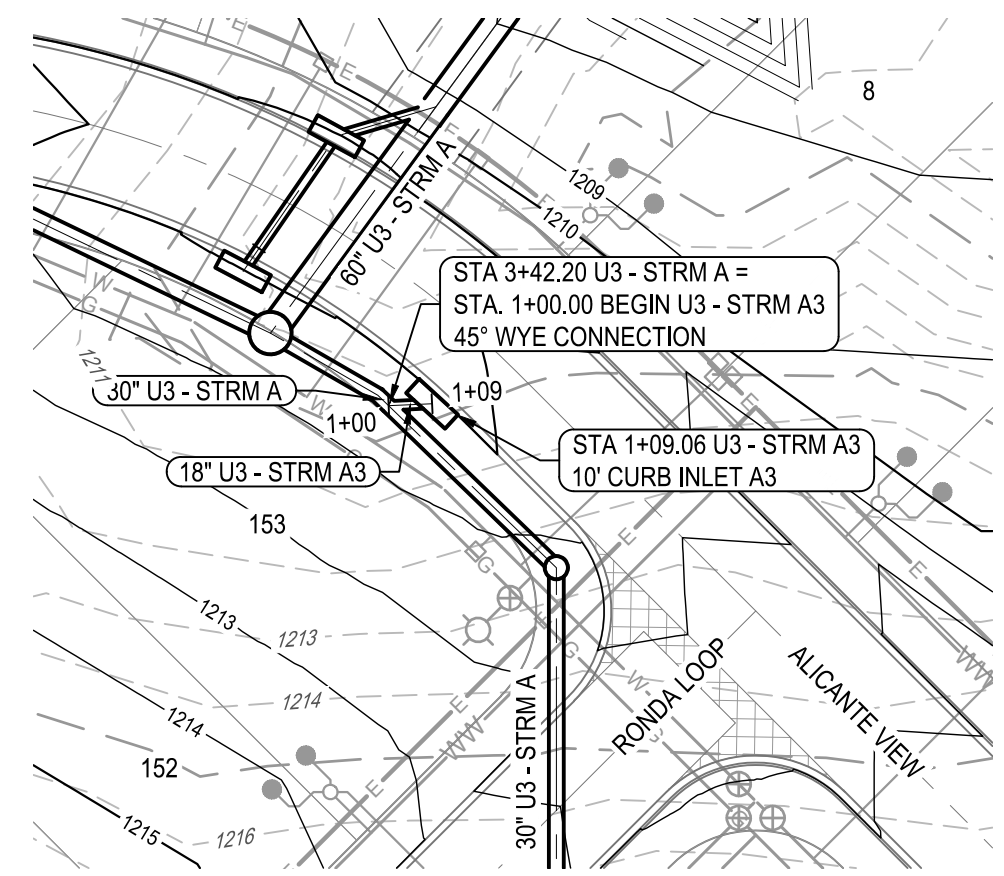 8
1209
1210
60" U3 - STRM A
STA 3+42.20 U3 - STRM A =
STA. 1+00.00 BEGIN U3 - STRM A3
45° WYE CONNECTION
W
G
1211
30" U3 - STRM A
1+00
1+09
18" U3 - STRM A3
STA 1+09.06 U3 - STRM A3
10' CURB INLET A3
153
E
E
E
E
W
G
E
E
G
1213
1213
1214
1214
152
1215
1216
E
E
WW
30" U3 - STRM A
G
W
RONDA LOOP
ALICANTE VIEW
WW